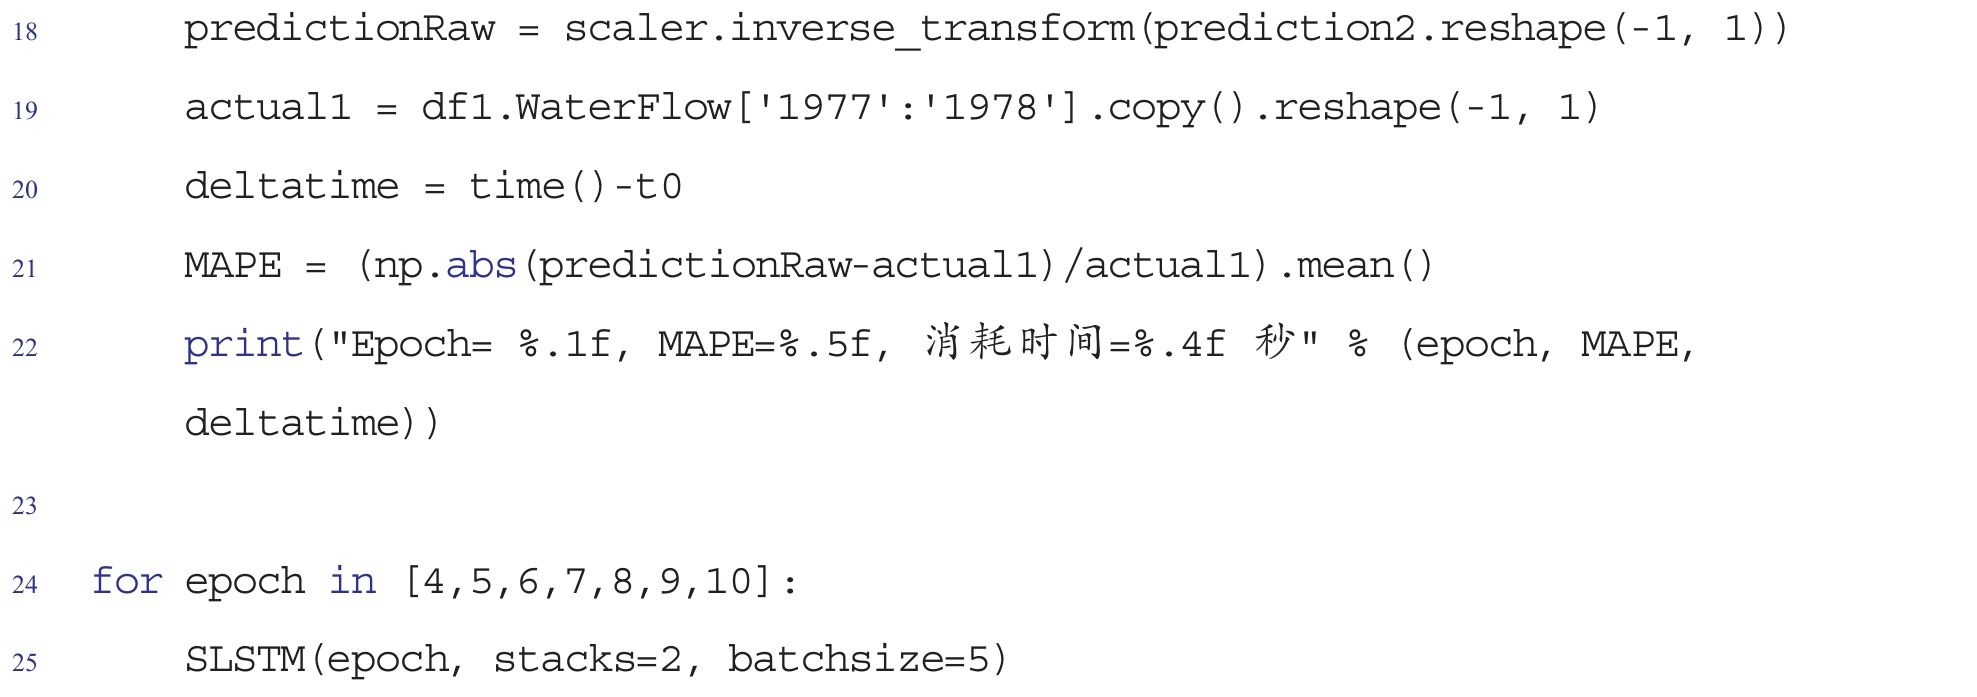 18 predictionRaw = scaler.inverse_transform(prediction2.reshape(-1, 1))
19 actual1 = df1.WaterFlow['1977':'1978'].copy().reshape(-1, 1)
20 deltatime = time()-t0
21 MAPE = (np.abs(predictionRaw-actual1)/actual1).mean()
22 print("Epoch= %.1f, MAPE=%.5f, 消耗时间=%.4f 秒" % (epoch, MAPE,
deltatime))
23
24 for epoch in [4,5,6,7,8,9,10]:
25 SLSTM(epoch, stacks=2, batchsize=5)